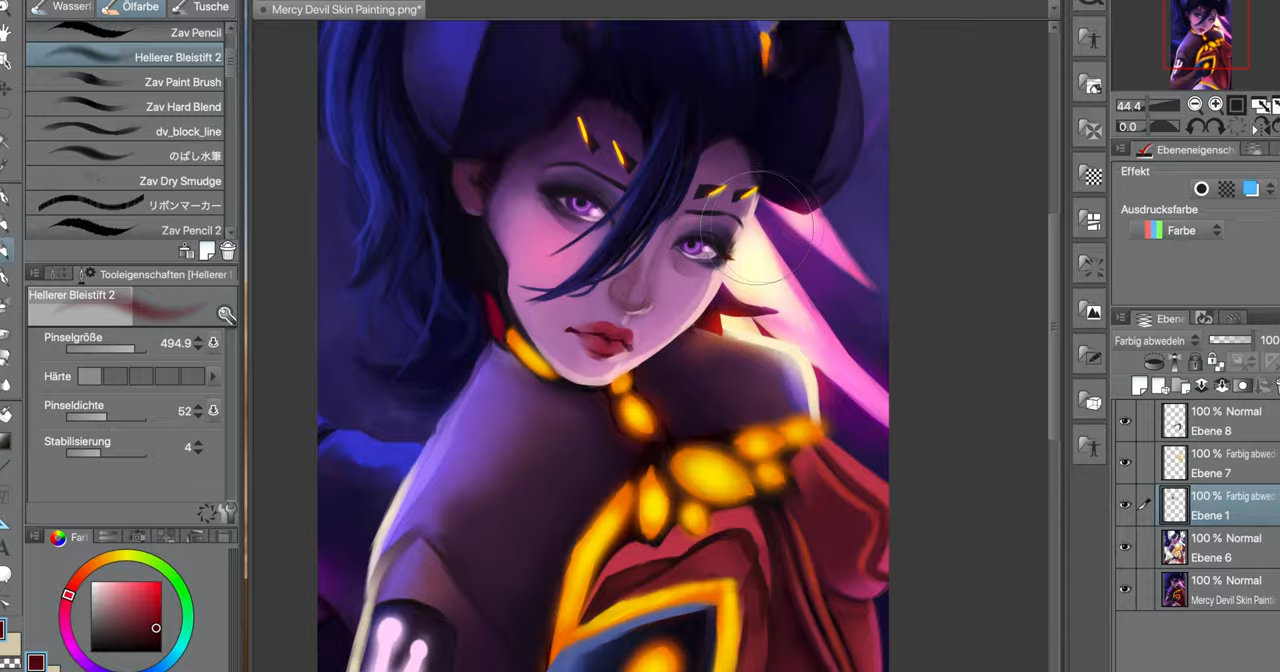 Wasserf
Ölfarbe
Tusche
Zav Pencil
Hellerer Bleistift 2
Zav Paint Brush
Zav Hard Blend
dv_block_line
のばし水筆
Zav Dry Smudge
リボンマーカー
Zav Pencil 2
Tooleigenschaften [Hellerer
Hellerer Bleistift 2
Pinselgröße 494.9
Härte
Pinseldichte 52
Stabilisierung 4
Far
Mercy Devil Skin Painting.png*
44.4
0.0
Ebeneneigensch
Effekt
Ausdrucksfarbe
Farbe
Ebene
Farbig abwedeln 100
100 % Normal
Ebene 8
100 % Farbig abwed
Ebene 7
100 % Farbig abwed
Ebene 1
100 % Normal
Ebene 6
100 % Normal
Mercy Devil Skin Painti